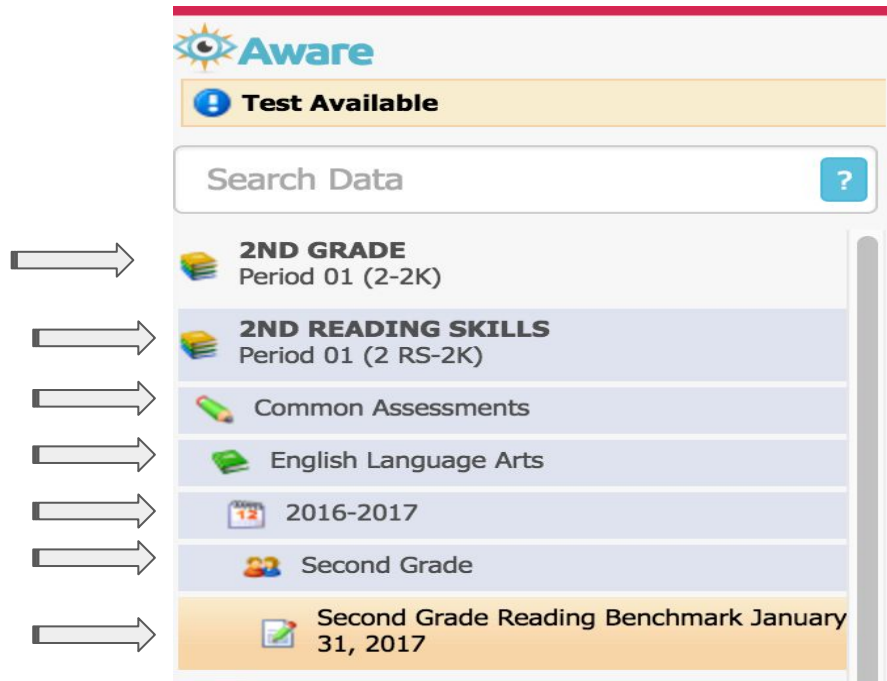 Aware
Test Available
Search Data
?
2ND GRADE
Period 01 (2-2K)
2ND READING SKILLS
Period 01 (2 RS-2K)
Common Assessments
English Language Arts
12
2016-2017
Second Grade
Second Grade Reading Benchmark January
31, 2017